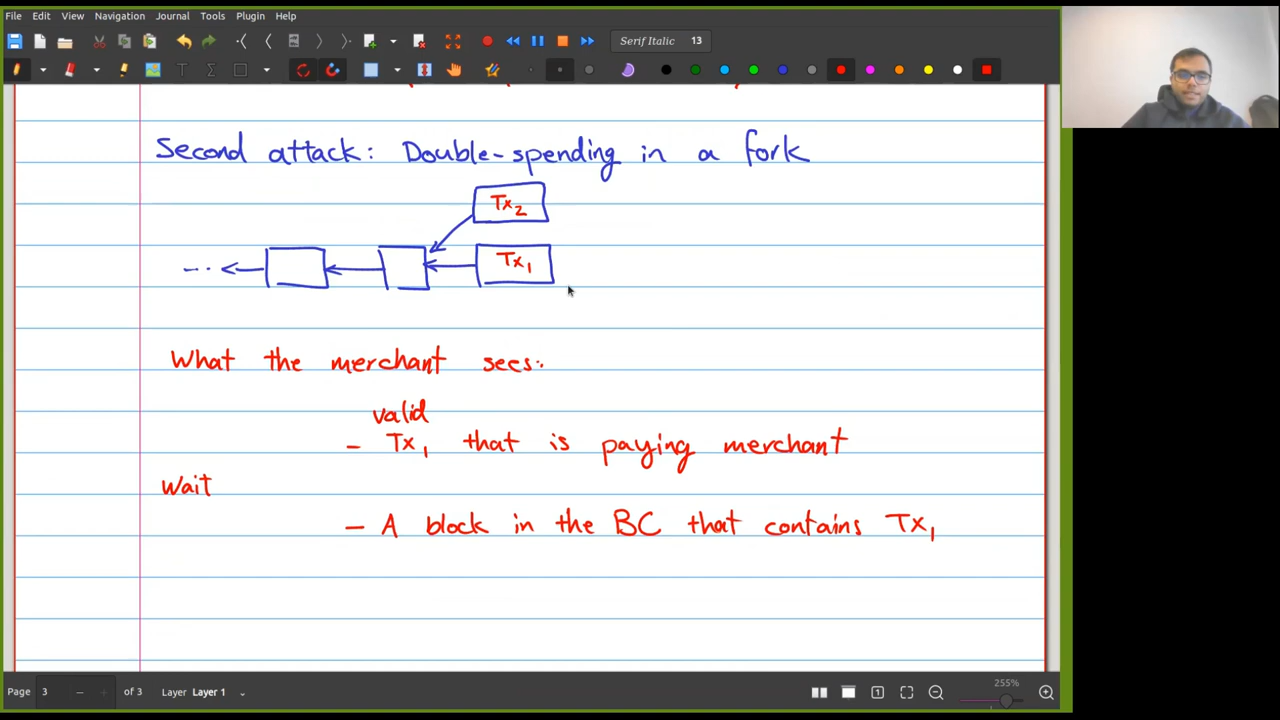 File Edit View Navigation Journal Tools Plugin Help
Serif Italic 13
Second attack: Double-spending in a fork
Tx2
Tx1
What the merchant sees:
valid
- Tx1 that is paying merchant
Wait
- A block in the BC that contains Tx1
Page 3 of 3 Layer Layer 1 255%